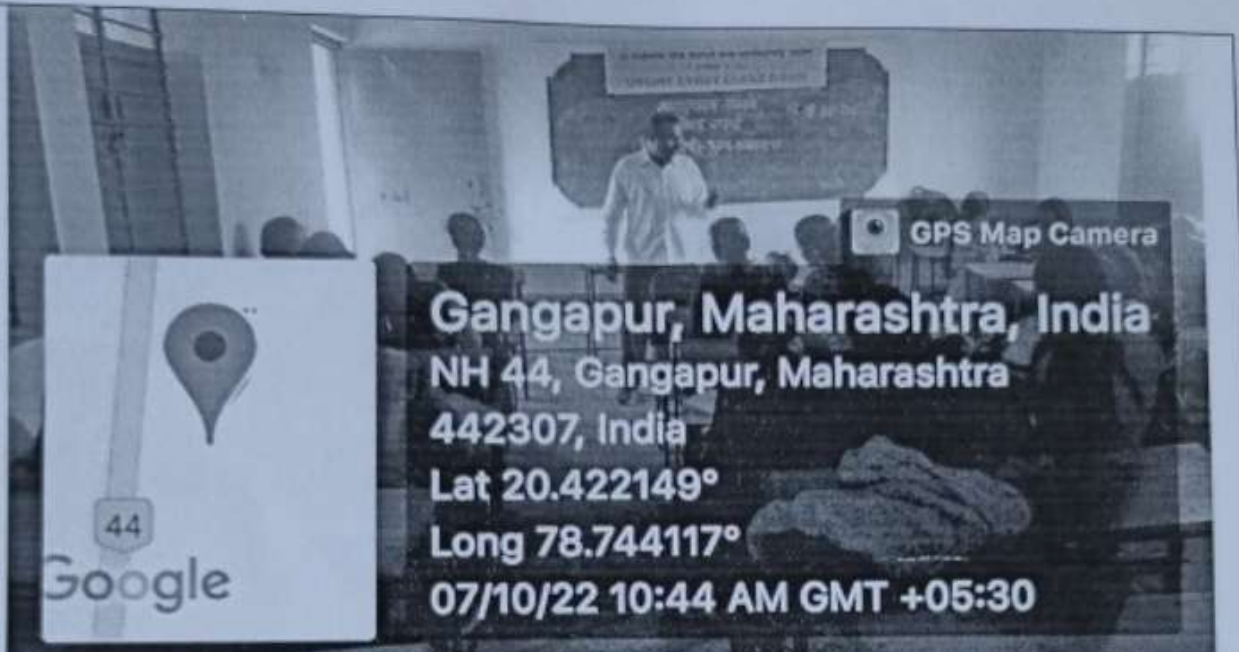 GPS Map Camera
Gangapur, Maharashtra, India
NH 44, Gangapur, Maharashtra
442307, India
Lat 20.422149°
Long 78.744117°
07/10/22 10:44 AM GMT +05:30
44
Google